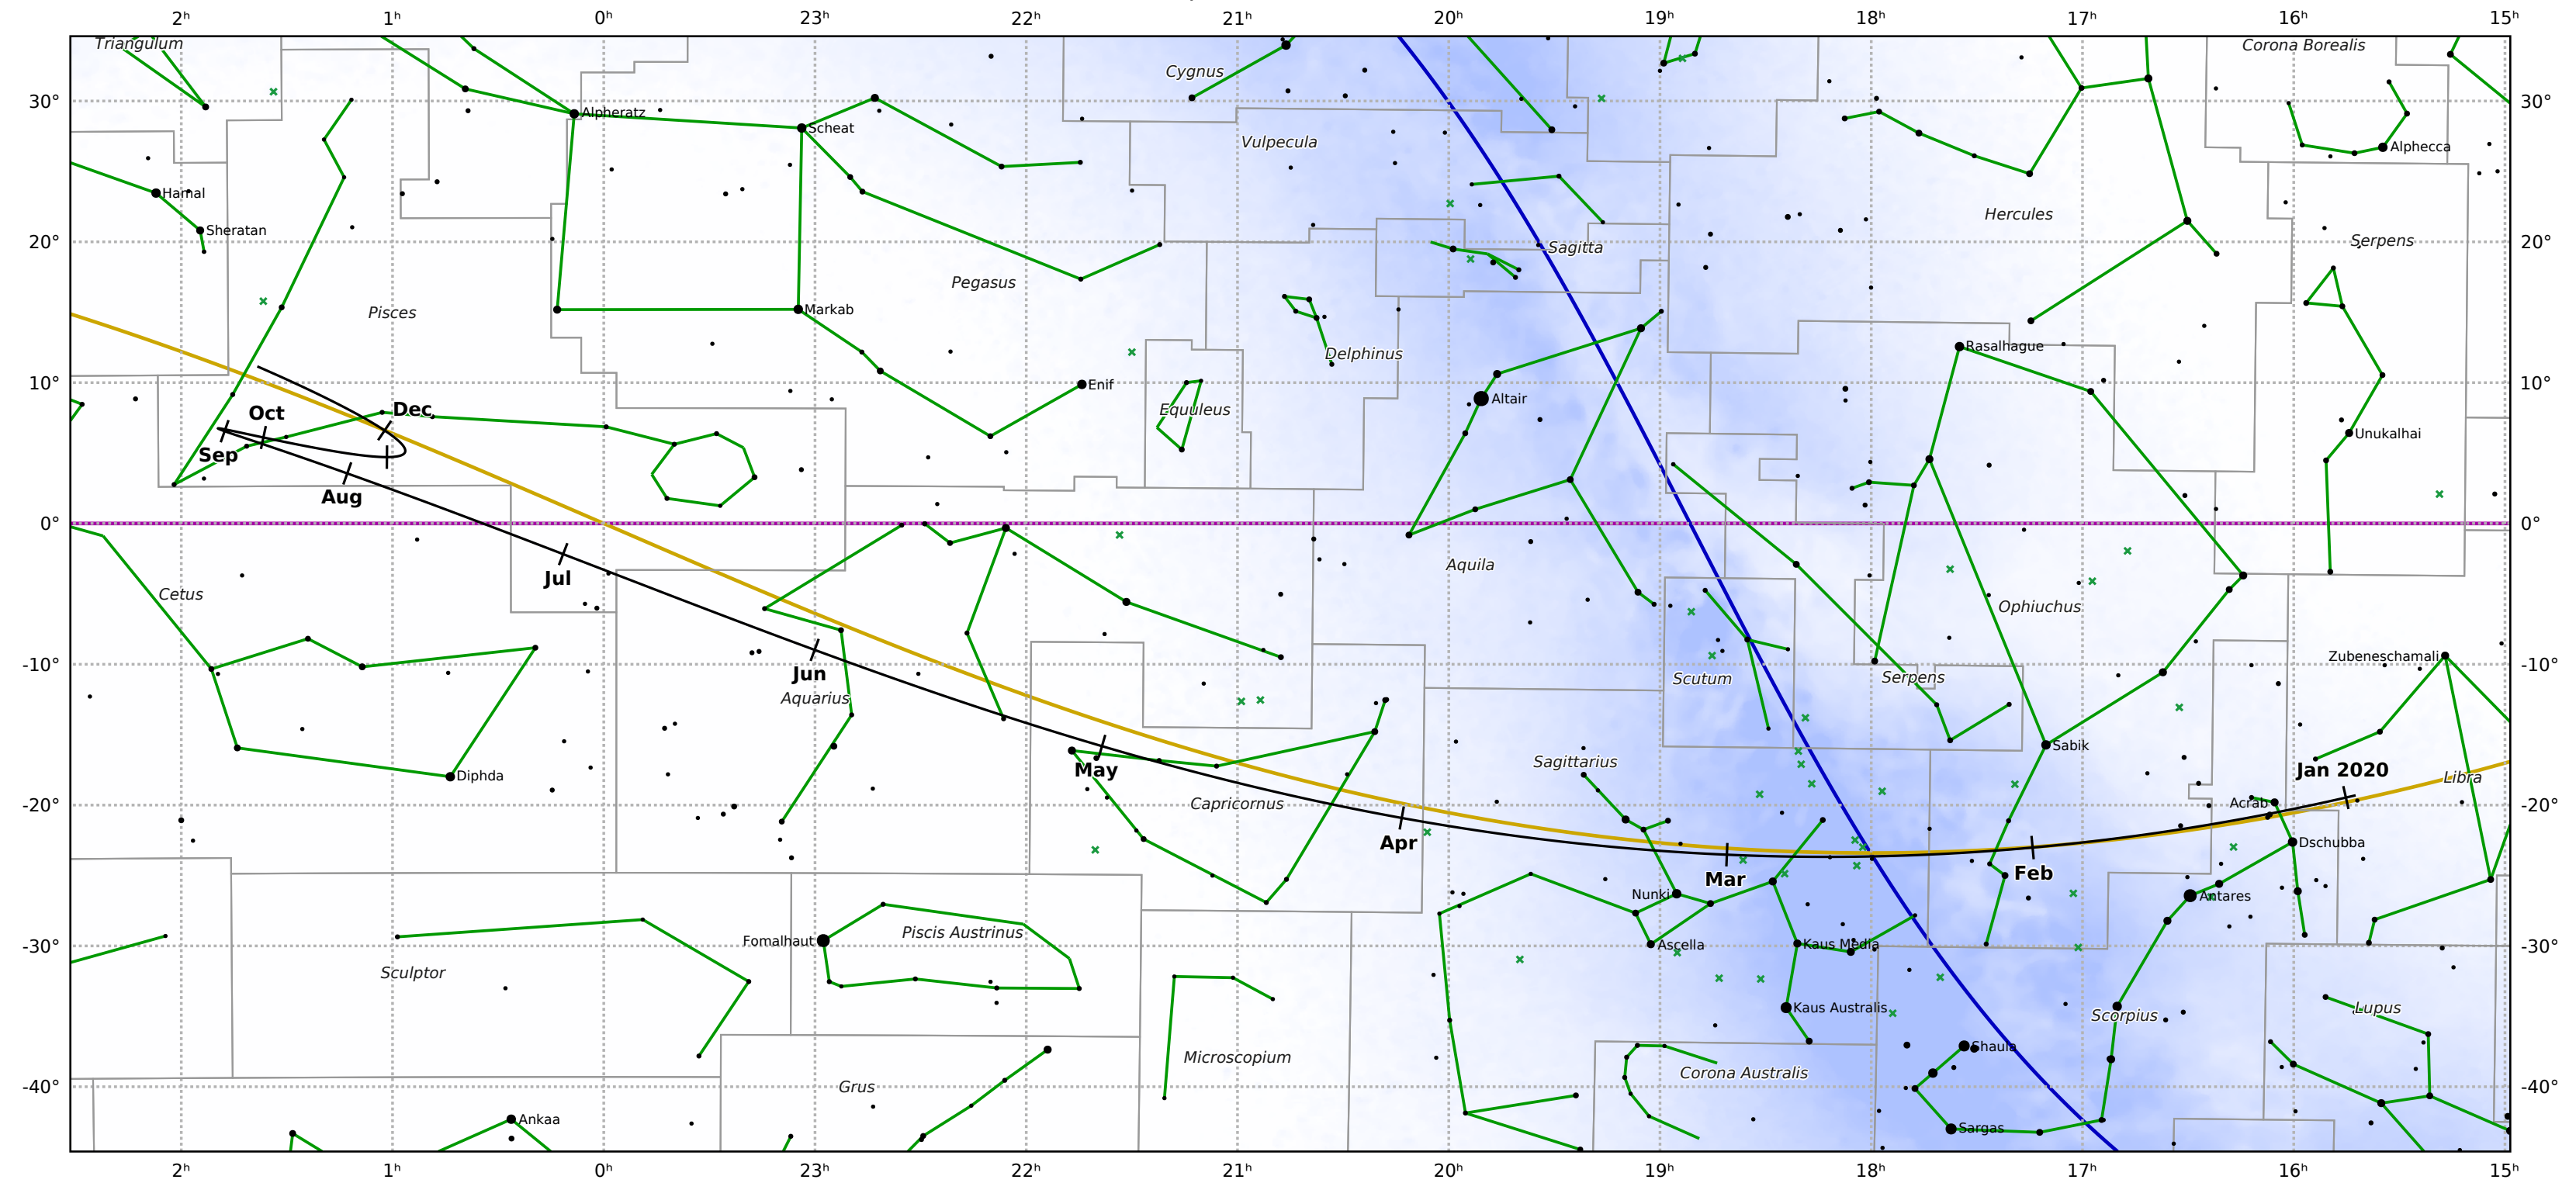 2ʰ 1ʰ 0ʰ 23ʰ 22ʰ 21ʰ 20ʰ 19ʰ 18ʰ 17ʰ 16ʰ 15ʰ
Triangulum
Corona Borealis
Cygnus
30°
30°
Alpheratz
Scheat
Vulpecula
Alphecca
Hamal
Hercules
Sheratan
20°
Sagitta
Serpens
20°
Pegasus
Pisces
Markab
Rasalhague
Delphinus
10°
Enif
10°
Altair
Equuleus
Dec
Oct
Sep
Unukalhai
Aug
0°
0°
Aquila
Jul
Cetus
Ophiuchus
-10°
Zubeneschamali
-10°
Jun
Scutum
Serpens
Aquarius
Sabik
May
Sagittarius
Jan 2020
Libra
Diphda
-20°
Capricornus
Acrab
-20°
Apr
Dschubba
Mar
Feb
Nunki
Antares
Fomalhaut
Piscis Austrinus
-30°
Ascella
Kaus Media
-30°
Sculptor
Kaus Australis
Lupus
Scorpius
Shaula
Microscopium
Corona Australis
-40°
Grus
-40°
Ankaa
Sargas
2ʰ 1ʰ 0ʰ 23ʰ 22ʰ 21ʰ 20ʰ 19ʰ 18ʰ 17ʰ 16ʰ 15ʰ